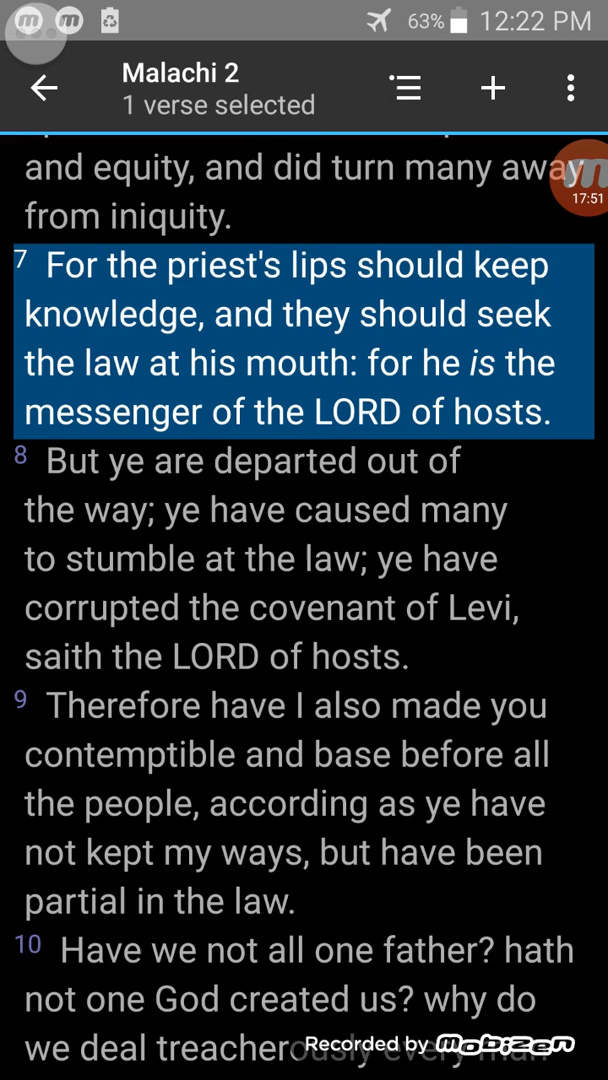 63% 12:22 PM
Malachi 2
1 verse selected
and equity, and did turn many away
17:51
from iniquity.
7 For the priest's lips should keep
knowledge, and they should seek
the law at his mouth: for he is the
messenger of the LORD of hosts.
8 But ye are departed out of
the way; ye have caused many
to stumble at the law; ye have
corrupted the covenant of Levi,
saith the LORD of hosts.
9 Therefore have I also made you
contemptible and base before all
the people, according as ye have
not kept my ways, but have been
partial in the law.
10 Have we not all one father? hath
not one God created us? why do
we deal treacherously every man
Recorded by Mobizen